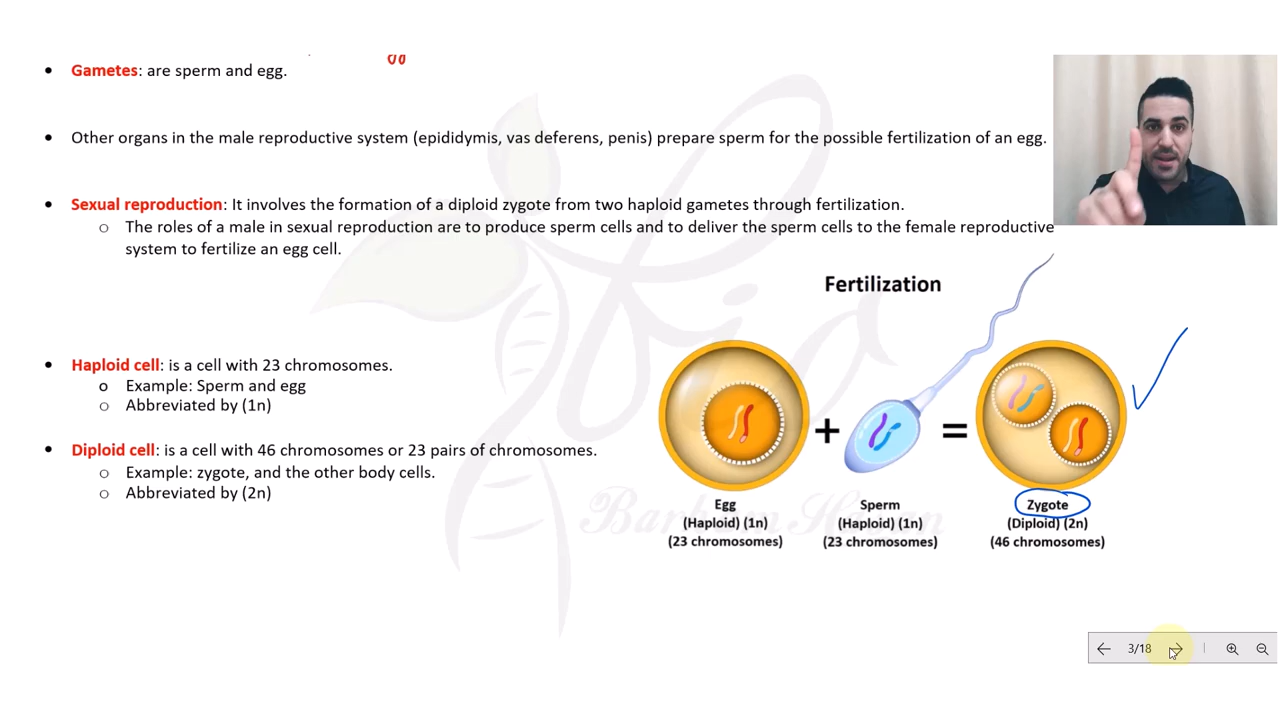 • Gametes: are sperm and egg.
• Other organs in the male reproductive system (epididymis, vas deferens, penis) prepare sperm for the possible fertilization of an egg.
• Sexual reproduction: It involves the formation of a diploid zygote from two haploid gametes through fertilization.
o The roles of a male in sexual reproduction are to produce sperm cells and to deliver the sperm cells to the female reproductive
system to fertilize an egg cell.
Fertilization
• Haploid cell: is a cell with 23 chromosomes.
o Example: Sperm and egg
o Abbreviated by (1n)
• Diploid cell: is a cell with 46 chromosomes or 23 pairs of chromosomes.
o Example: zygote, and the other body cells.
o Abbreviated by (2n)
+
=
Egg
(Haploid) (1n)
(23 chromosomes)
Sperm
(Haploid) (1n)
(23 chromosomes)
Zygote
(Diploid) (2n)
(46 chromosomes)
Bio
3/18